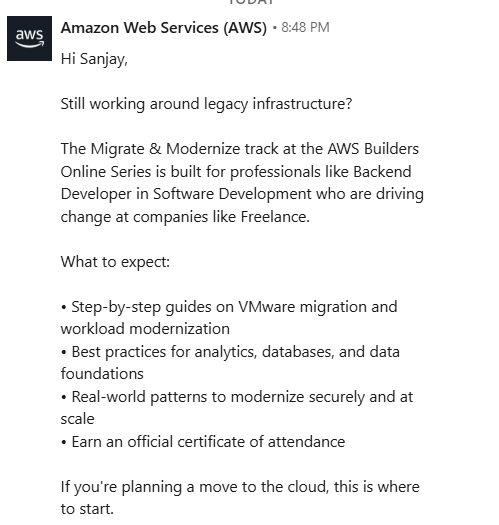 TODAY
aws
Amazon Web Services (AWS) • 8:48 PM
Hi Sanjay,
Still working around legacy infrastructure?
The Migrate & Modernize track at the AWS Builders
Online Series is built for professionals like Backend
Developer in Software Development who are driving
change at companies like Freelance.
What to expect:
• Step-by-step guides on VMware migration and
workload modernization
• Best practices for analytics, databases, and data
foundations
• Real-world patterns to modernize securely and at
scale
• Earn an official certificate of attendance
If you're planning a move to the cloud, this is where
to start.